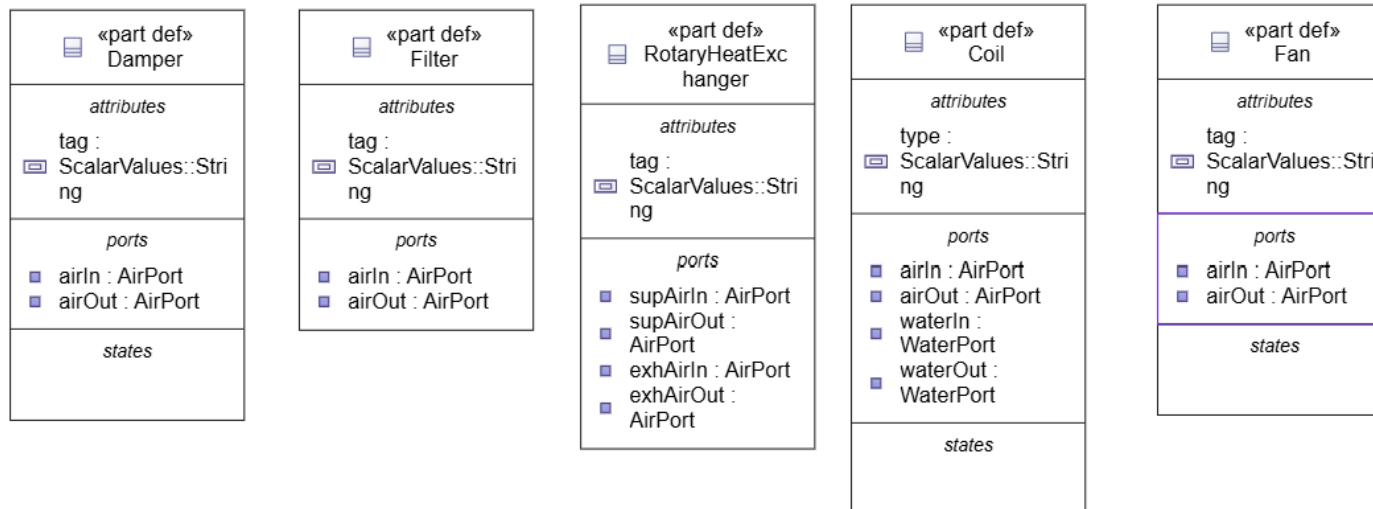 «part def»
Damper
attributes
tag :
ScalarValues::Stri
ng
ports
airIn : AirPort
airOut : AirPort
states
«part def»
Filter
attributes
tag :
ScalarValues::Stri
ng
ports
airIn : AirPort
airOut : AirPort
«part def»
RotaryHeatExc
hanger
attributes
tag :
ScalarValues::Stri
ng
ports
supAirIn : AirPort
supAirOut :
AirPort
exhAirIn : AirPort
exhAirOut :
AirPort
«part def»
Coil
attributes
type :
ScalarValues::Stri
ng
ports
airIn : AirPort
airOut : AirPort
waterIn :
WaterPort
waterOut :
WaterPort
states
«part def»
Fan
attributes
tag :
ScalarValues::Stri
ng
ports
airIn : AirPort
airOut : AirPort
states